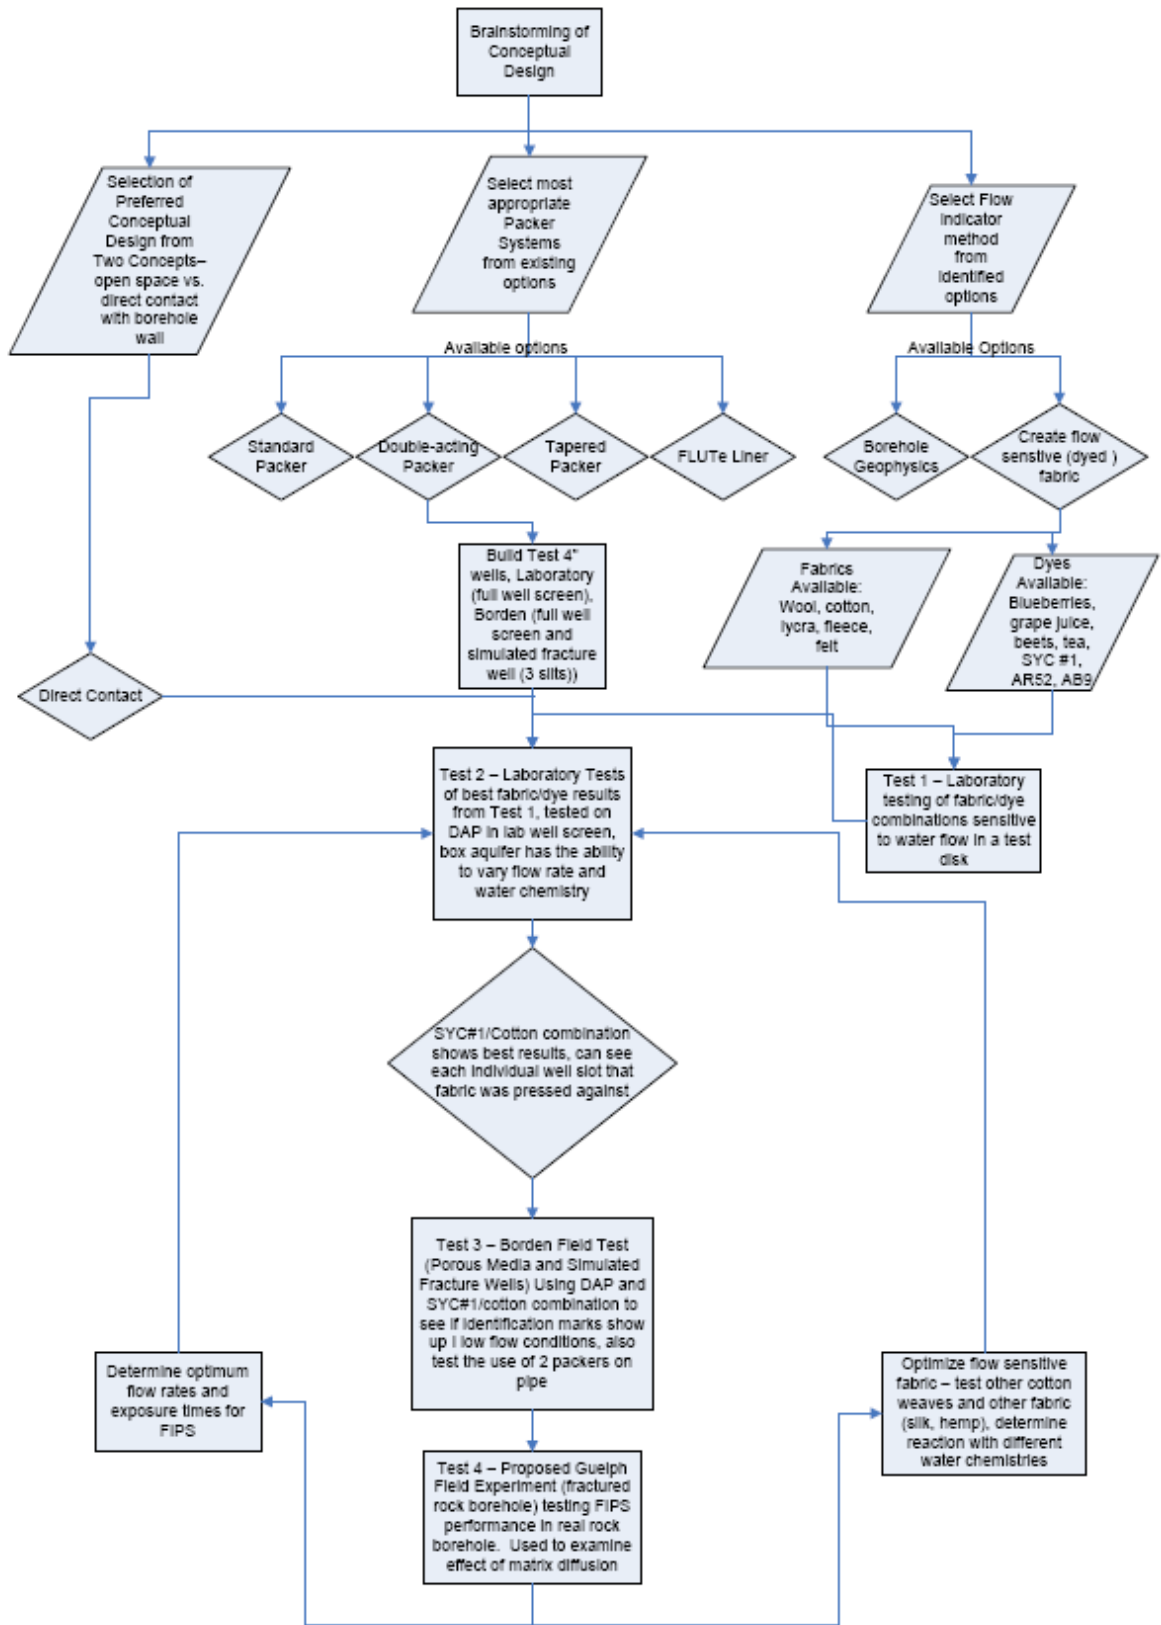 Brainstorming of
Conceptual
Design
Selection of
Preferred
Conceptual
Design from
Two Concepts–
open space vs.
direct contact
with borehole
wall
Select most
appropriate
Packer
Systems
from existing
options
Select Flow
Indicator
method
from
Identified
options
Available options
Available Options
Standard
Packer
Double-acting
Packer
Tapered
Packer
FLUTe Liner
Borehole
Geophysics
Create flow
senstive (dyed )
fabric
Build Test 4"
wells, Laboratory
(full well screen),
Borden (full well
screen and
simulated fracture
well (3 slits))
Fabrics
Available:
Wool, cotton,
lycra, fleece,
felt
Dyes
Available:
Blueberries,
grape juice,
beets, tea,
SYC #1,
AR52, AB9
Direct Contact
Test 2 – Laboratory Tests
of best fabric/dye results
from Test 1, tested on
DAP in lab well screen,
box aquifer has the ability
to vary flow rate and
water chemistry
Test 1 – Laboratory
testing of fabric/dye
combinations sensitive
to water flow in a test
disk
SYC#1/Cotton combination
shows best results, can see
each individual well slot that
fabric was pressed against
Test 3 – Borden Field Test
(Porous Media and Simulated
Fracture Wells) Using DAP and
SYC#1/cotton combination to
see if identification marks show
up I low flow conditions, also
test the use of 2 packers on
pipe
Determine optimum
flow rates and
exposure times for
FIPS
Optimize flow sensitive
fabric – test other cotton
weaves and other fabric
(silk, hemp), determine
reaction with different
water chemistries
Test 4 – Proposed Guelph
Field Experiment (fractured
rock borehole) testing FIPS
performance in real rock
borehole.  Used to examine
effect of matrix diffusion